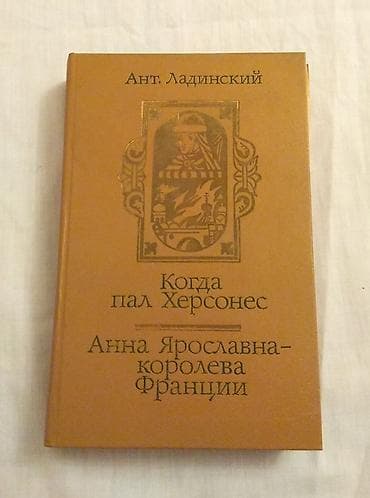 Ант. Ладинский
Когда
пал Херсонес
Анна Ярославна–
королева
Франции